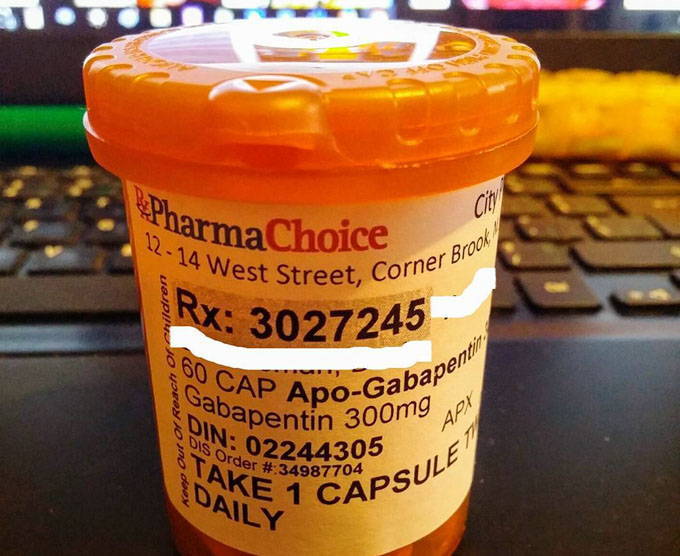 PharmaChoice City
12 - 14 West Street, Corner Brook,
Rx: 3027245
60 CAP Apo-Gabapentin
Gabapentin 300mg APX
DIN: 02244305
DIS Order #:34987704
TAKE 1 CAPSULE
DAILY
Keep Out Of Reach Of Children